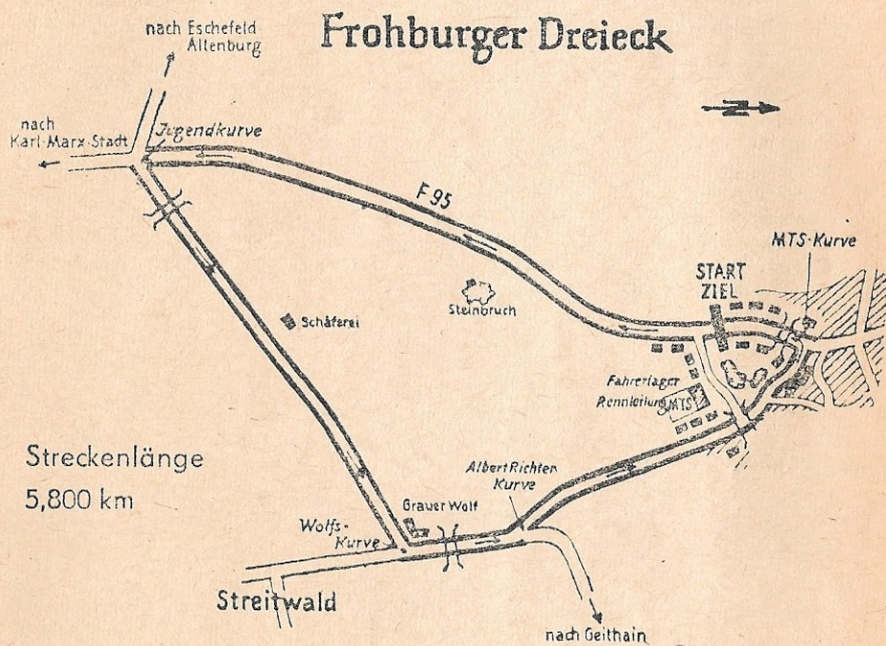 Frohburger Dreieck
nach Eschefeld
Altenburg
N
nach
Karl-Marx-Stadt
Jugendkurve
F 95
MTS-Kurve
START
ZIEL
Steinbruch
Schäferei
Fahrerlager
Rennleitung
MTS
Streckenlänge
5,800 km
Albert Richter
Kurve
Grauer Wolf
Wolfs-
Kurve
Streitwald
nach Geithain